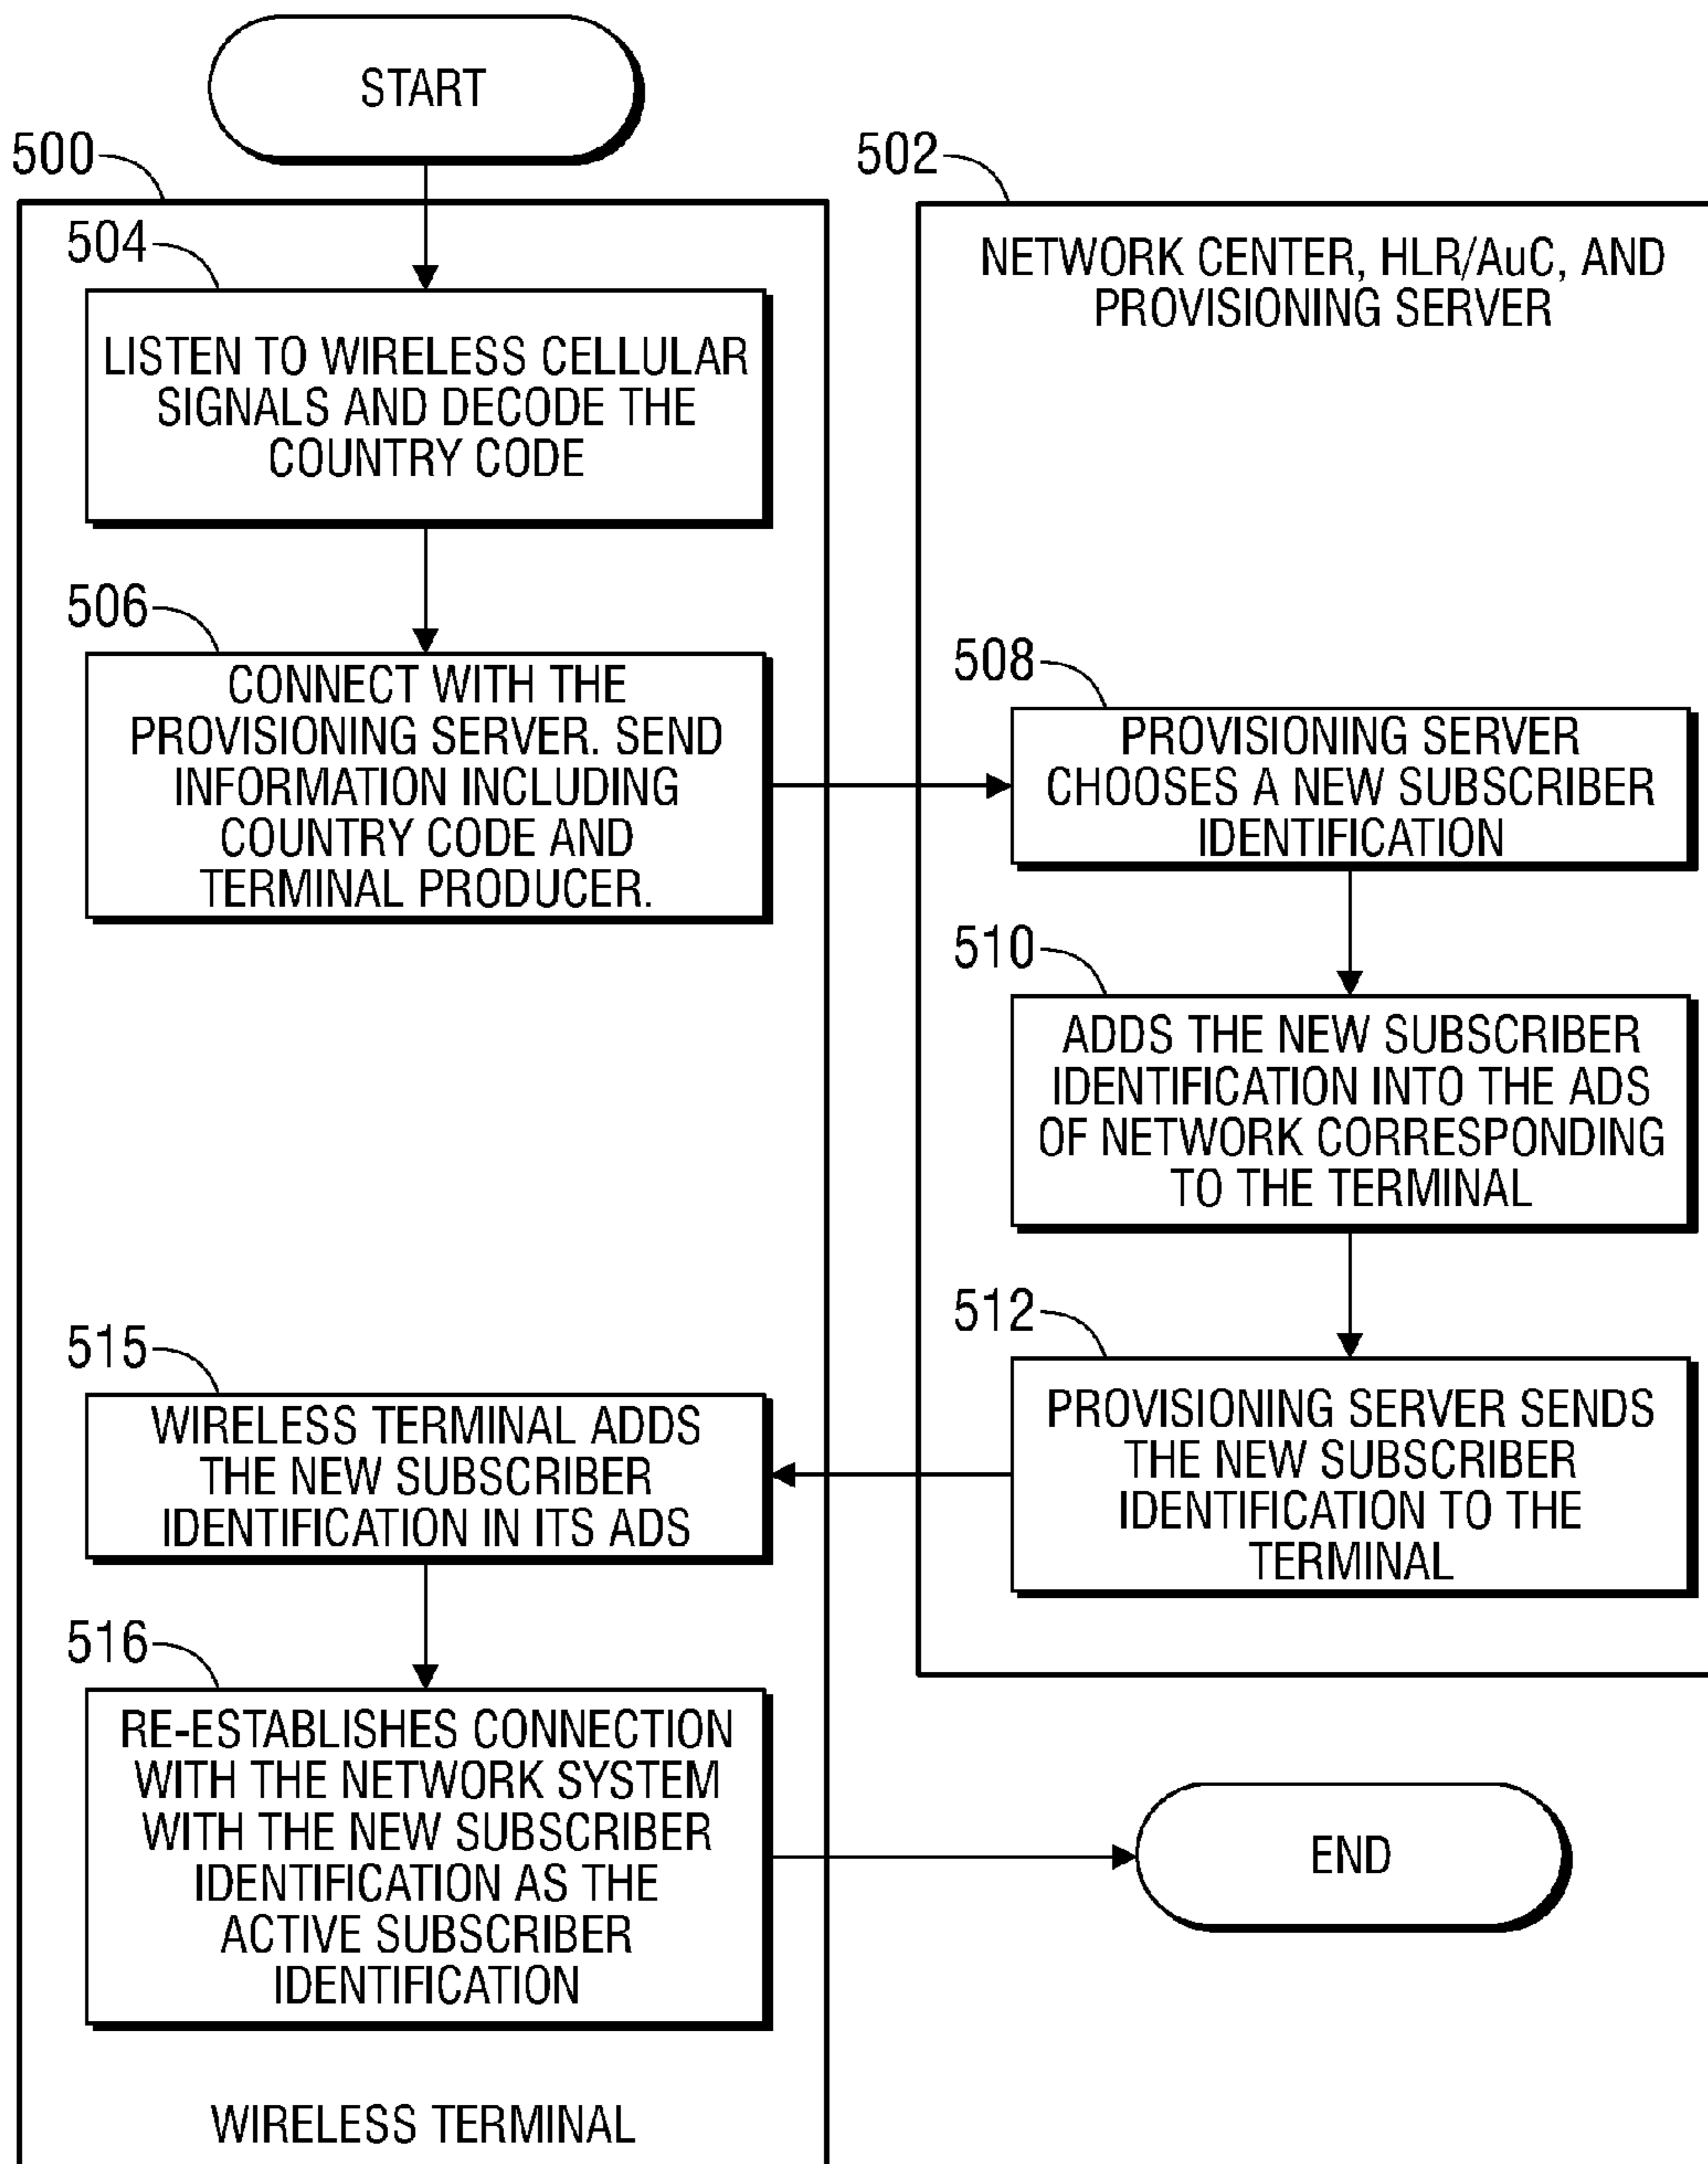 START
500
504
LISTEN TO WIRELESS CELLULAR
SIGNALS AND DECODE THE
COUNTRY CODE
506
CONNECT WITH THE
PROVISIONING SERVER. SEND
INFORMATION INCLUDING
COUNTRY CODE AND
TERMINAL PRODUCER.
502
NETWORK CENTER, HLR/AuC, AND
PROVISIONING SERVER
508
PROVISIONING SERVER
CHOOSES A NEW SUBSCRIBER
IDENTIFICATION
510
ADDS THE NEW SUBSCRIBER
IDENTIFICATION INTO THE ADS
OF NETWORK CORRESPONDING
TO THE TERMINAL
512
PROVISIONING SERVER SENDS
THE NEW SUBSCRIBER
IDENTIFICATION TO THE
TERMINAL
515
WIRELESS TERMINAL ADDS
THE NEW SUBSCRIBER
IDENTIFICATION IN ITS ADS
516
RE-ESTABLISHES CONNECTION
WITH THE NETWORK SYSTEM
WITH THE NEW SUBSCRIBER
IDENTIFICATION AS THE
ACTIVE SUBSCRIBER
IDENTIFICATION
WIRELESS TERMINAL
END